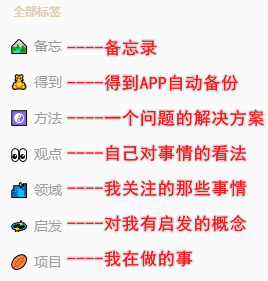 全部标签
备忘----备忘录
得到----得到APP自动备份
方法----一个问题的解决方案
观点----自己对事情的看法
领域----我关注的那些事情
启发----对我有启发的概念
项目----我在做的事